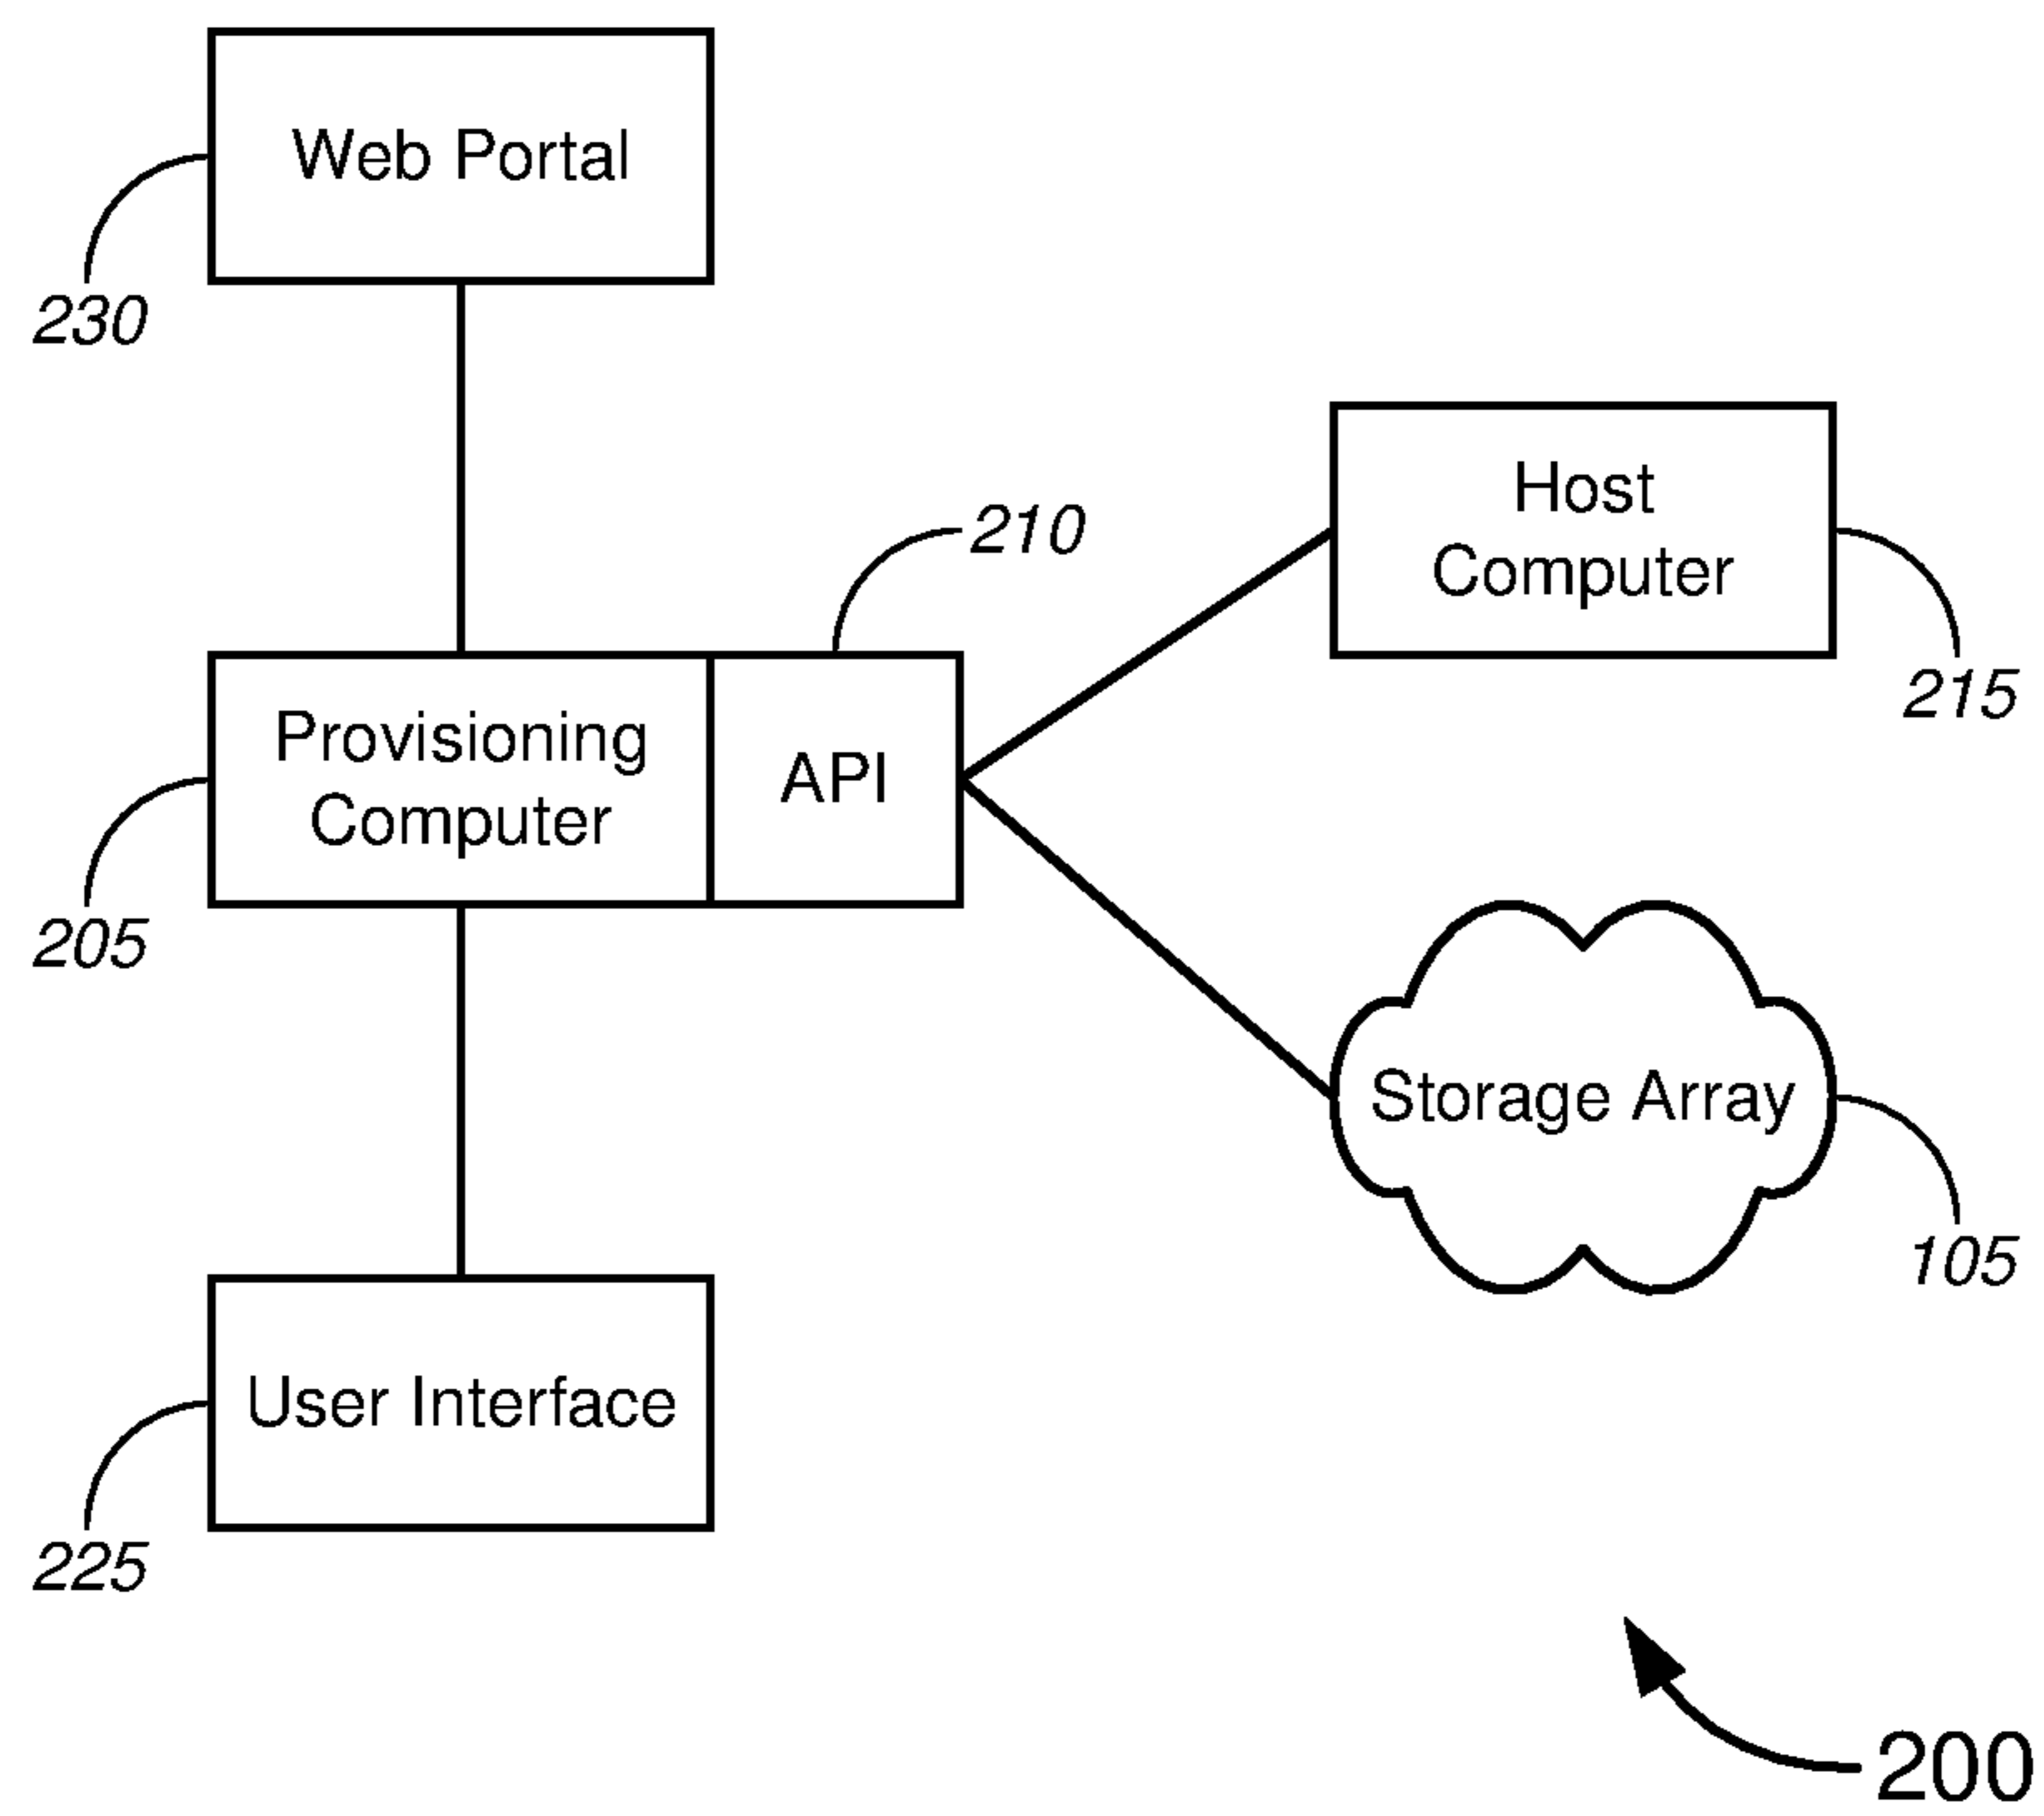 Web Portal
230
210
Host
Computer
215
Provisioning
Computer
API
205
Storage Array
105
User Interface
225
200